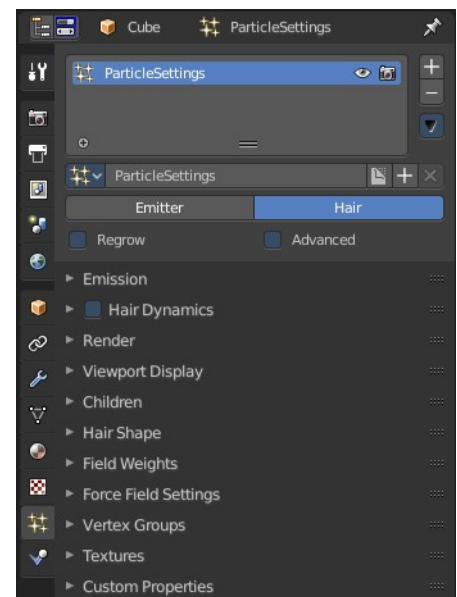 Cube ParticleSettings
ParticleSettings
ParticleSettings
Emitter Hair
Regrow Advanced
Emission
Hair Dynamics
Render
Viewport Display
Children
Hair Shape
Field Weights
Force Field Settings
Vertex Groups
Textures
Custom Properties